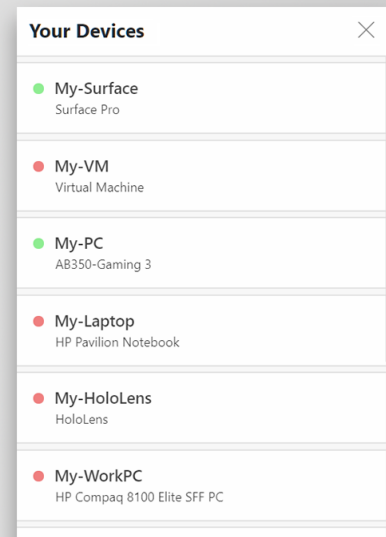 Your Devices
My-Surface
Surface Pro
My-VM
Virtual Machine
My-PC
AB350-Gaming 3
My-Laptop
HP Pavilion Notebook
My-HoloLens
HoloLens
My-WorkPC
HP Compaq 8100 Elite SFF PC